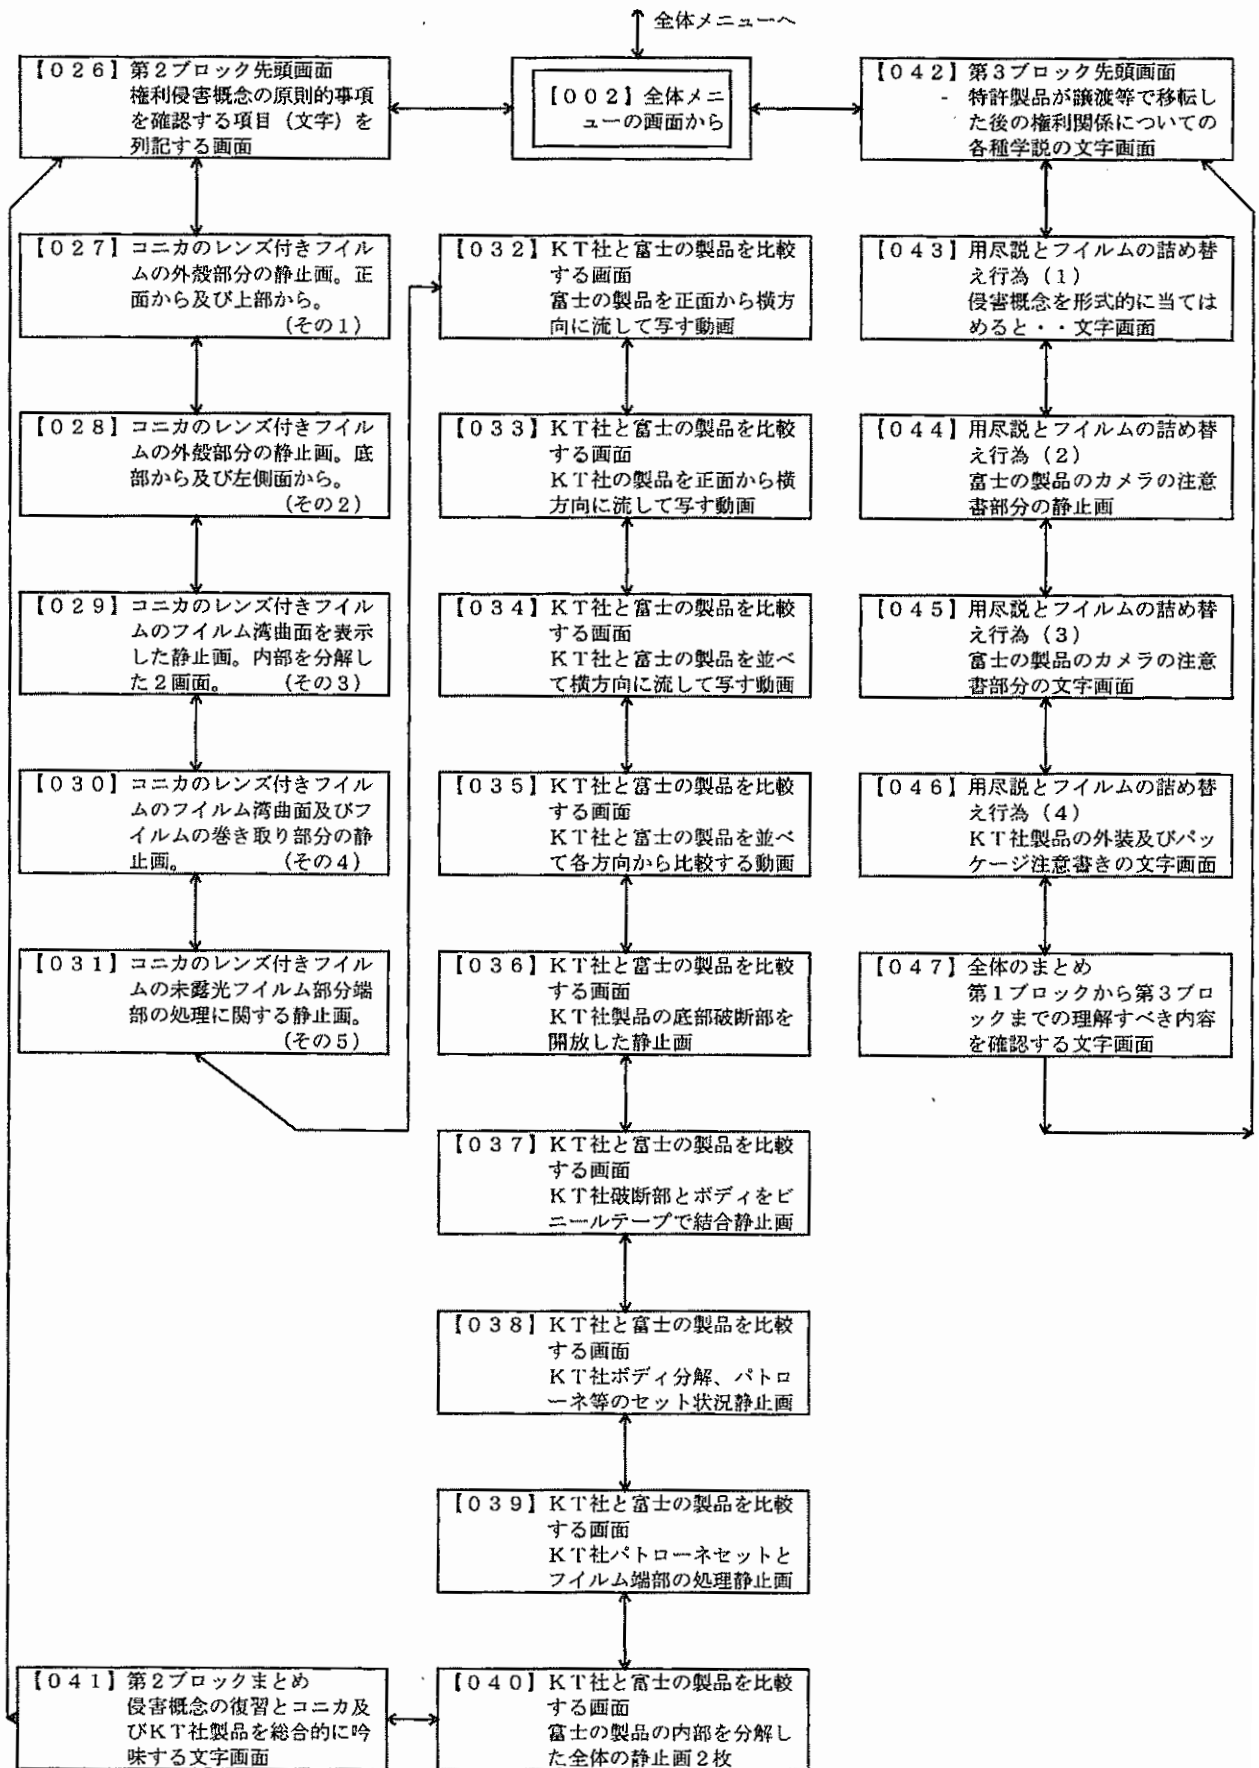 全体メニューへ
【026】第2ブロック先頭画面
権利侵害概念の原則的事項
を確認する項目（文字）を
列記する画面
【002】全体メニ
ューの画面から
【042】第3ブロック先頭画面
特許製品が譲渡等で移転し
た後の権利関係についての
各種学説の文字画面
【027】コニカのレンズ付きフイル
ムの外殻部分の静止画。正
面から及び上部から。
（その1）
【028】コニカのレンズ付きフイル
ムの外殻部分の静止画。底
部から及び左側面から。
（その2）
【029】コニカのレンズ付きフイル
ムのフイルム湾曲面を表示
した静止画。内部を分解し
た2画面。　　（その3）
【030】コニカのレンズ付きフイル
ムのフイルム湾曲面及びフ
イルムの巻き取り部分の静
止画。　　　　（その4）
【031】コニカのレンズ付きフイル
ムの未露光フイルム部分端
部の処理に関する静止画。
（その5）
【032】KT社と富士の製品を比較
する画面
富士の製品を正面から横方
向に流して写す動画
【033】KT社と富士の製品を比較
する画面
KT社の製品を正面から横
方向に流して写す動画
【034】KT社と富士の製品を比較
する画面
KT社と富士の製品を並べ
て横方向に流して写す動画
【035】KT社と富士の製品を比較
する画面
KT社と富士の製品を並べ
て各方向から比較する動画
【036】KT社と富士の製品を比較
する画面
KT社製品の底部破断部を
開放した静止画
【037】KT社と富士の製品を比較
する画面
KT社破断部とボディをビ
ニールテープで結合静止画
【038】KT社と富士の製品を比較
する画面
KT社ボディ分解、パトロ
ーネ等のセット状況静止画
【039】KT社と富士の製品を比較
する画面
KT社パトローネセットと
フイルム端部の処理静止画
【040】KT社と富士の製品を比較
する画面
富士の製品の内部を分解し
た全体の静止画2枚
【041】第2ブロックまとめ
侵害概念の復習とコニカ及
びKT社製品を総合的に吟
味する文字画面
【043】用尽説とフイルムの詰め替
え行為（1）
侵害概念を形式的に当ては
めると・・文字画面
【044】用尽説とフイルムの詰め替
え行為（2）
富士の製品のカメラの注意
書部分の静止画
【045】用尽説とフイルムの詰め替
え行為（3）
富士の製品のカメラの注意
書部分の文字画面
【046】用尽説とフイルムの詰め替
え行為（4）
KT社製品の外装及びパッ
ケージ注意書きの文字画面
【047】全体のまとめ
第1ブロックから第3ブロ
ックまでの理解すべき内容
を確認する文字画面